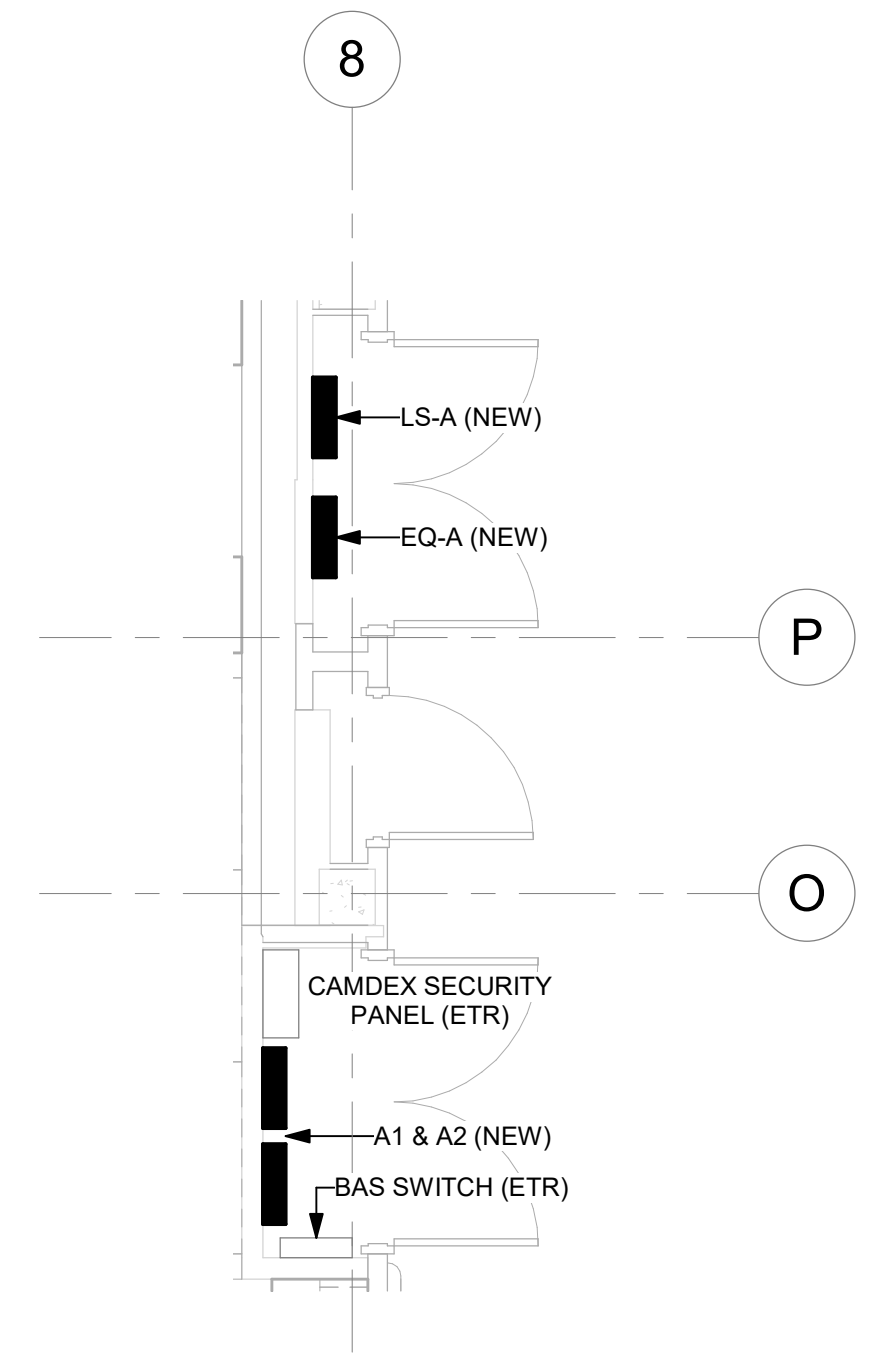 8
LS-A (NEW)
EQ-A (NEW)
P
O
CAMDEX SECURITY
PANEL (ETR)
A1 & A2 (NEW)
BAS SWITCH (ETR)